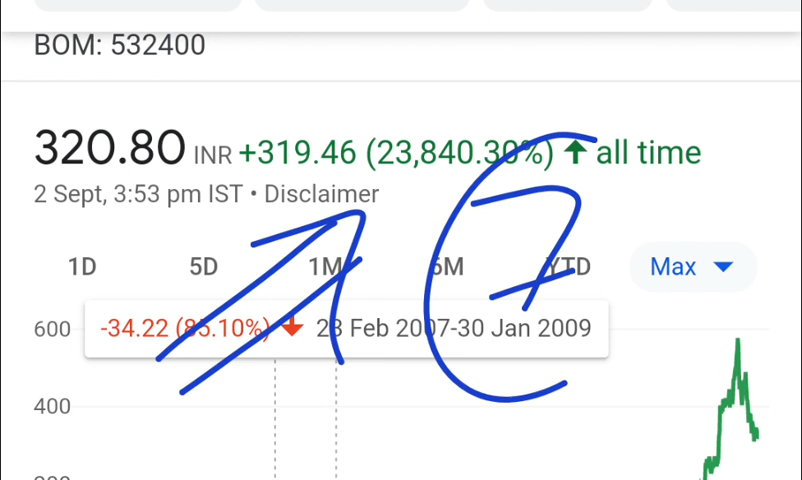 BOM: 532400
320.80 INR +319.46 (23,840.30%) ↑ all time
2 Sept, 3:53 pm IST • Disclaimer
1D 5D 1M 6M YTD Max
-34.22 (85.10%) ↓ 23 Feb 2007-30 Jan 2009
600
400
7